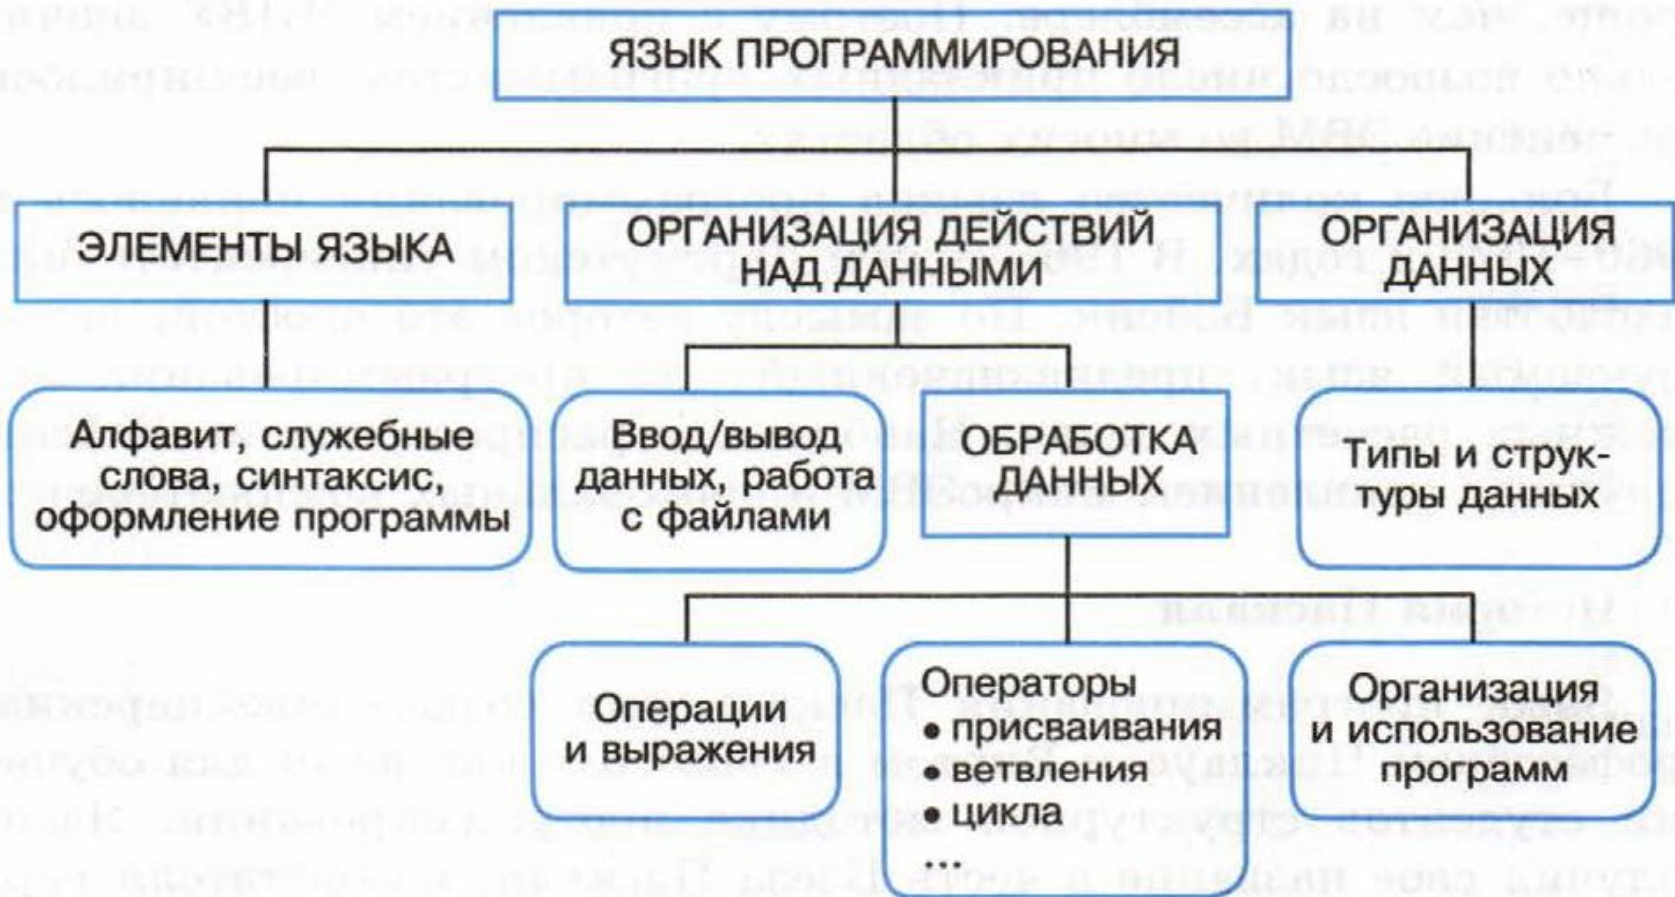 ЯЗЫК ПРОГРАММИРОВАНИЯ
ЭЛЕМЕНТЫ ЯЗЫКА
ОРГАНИЗАЦИЯ ДЕЙСТВИЙ
НАД ДАННЫМИ
ОРГАНИЗАЦИЯ
ДАННЫХ
Алфавит, служебные
слова, синтаксис,
оформление программы
Ввод/вывод
данных, работа
с файлами
ОБРАБОТКА
ДАННЫХ
Типы и струк-
туры данных
Операции
и выражения
Операторы
• присваивания
• ветвления
• цикла
...
Организация
и использование
программ